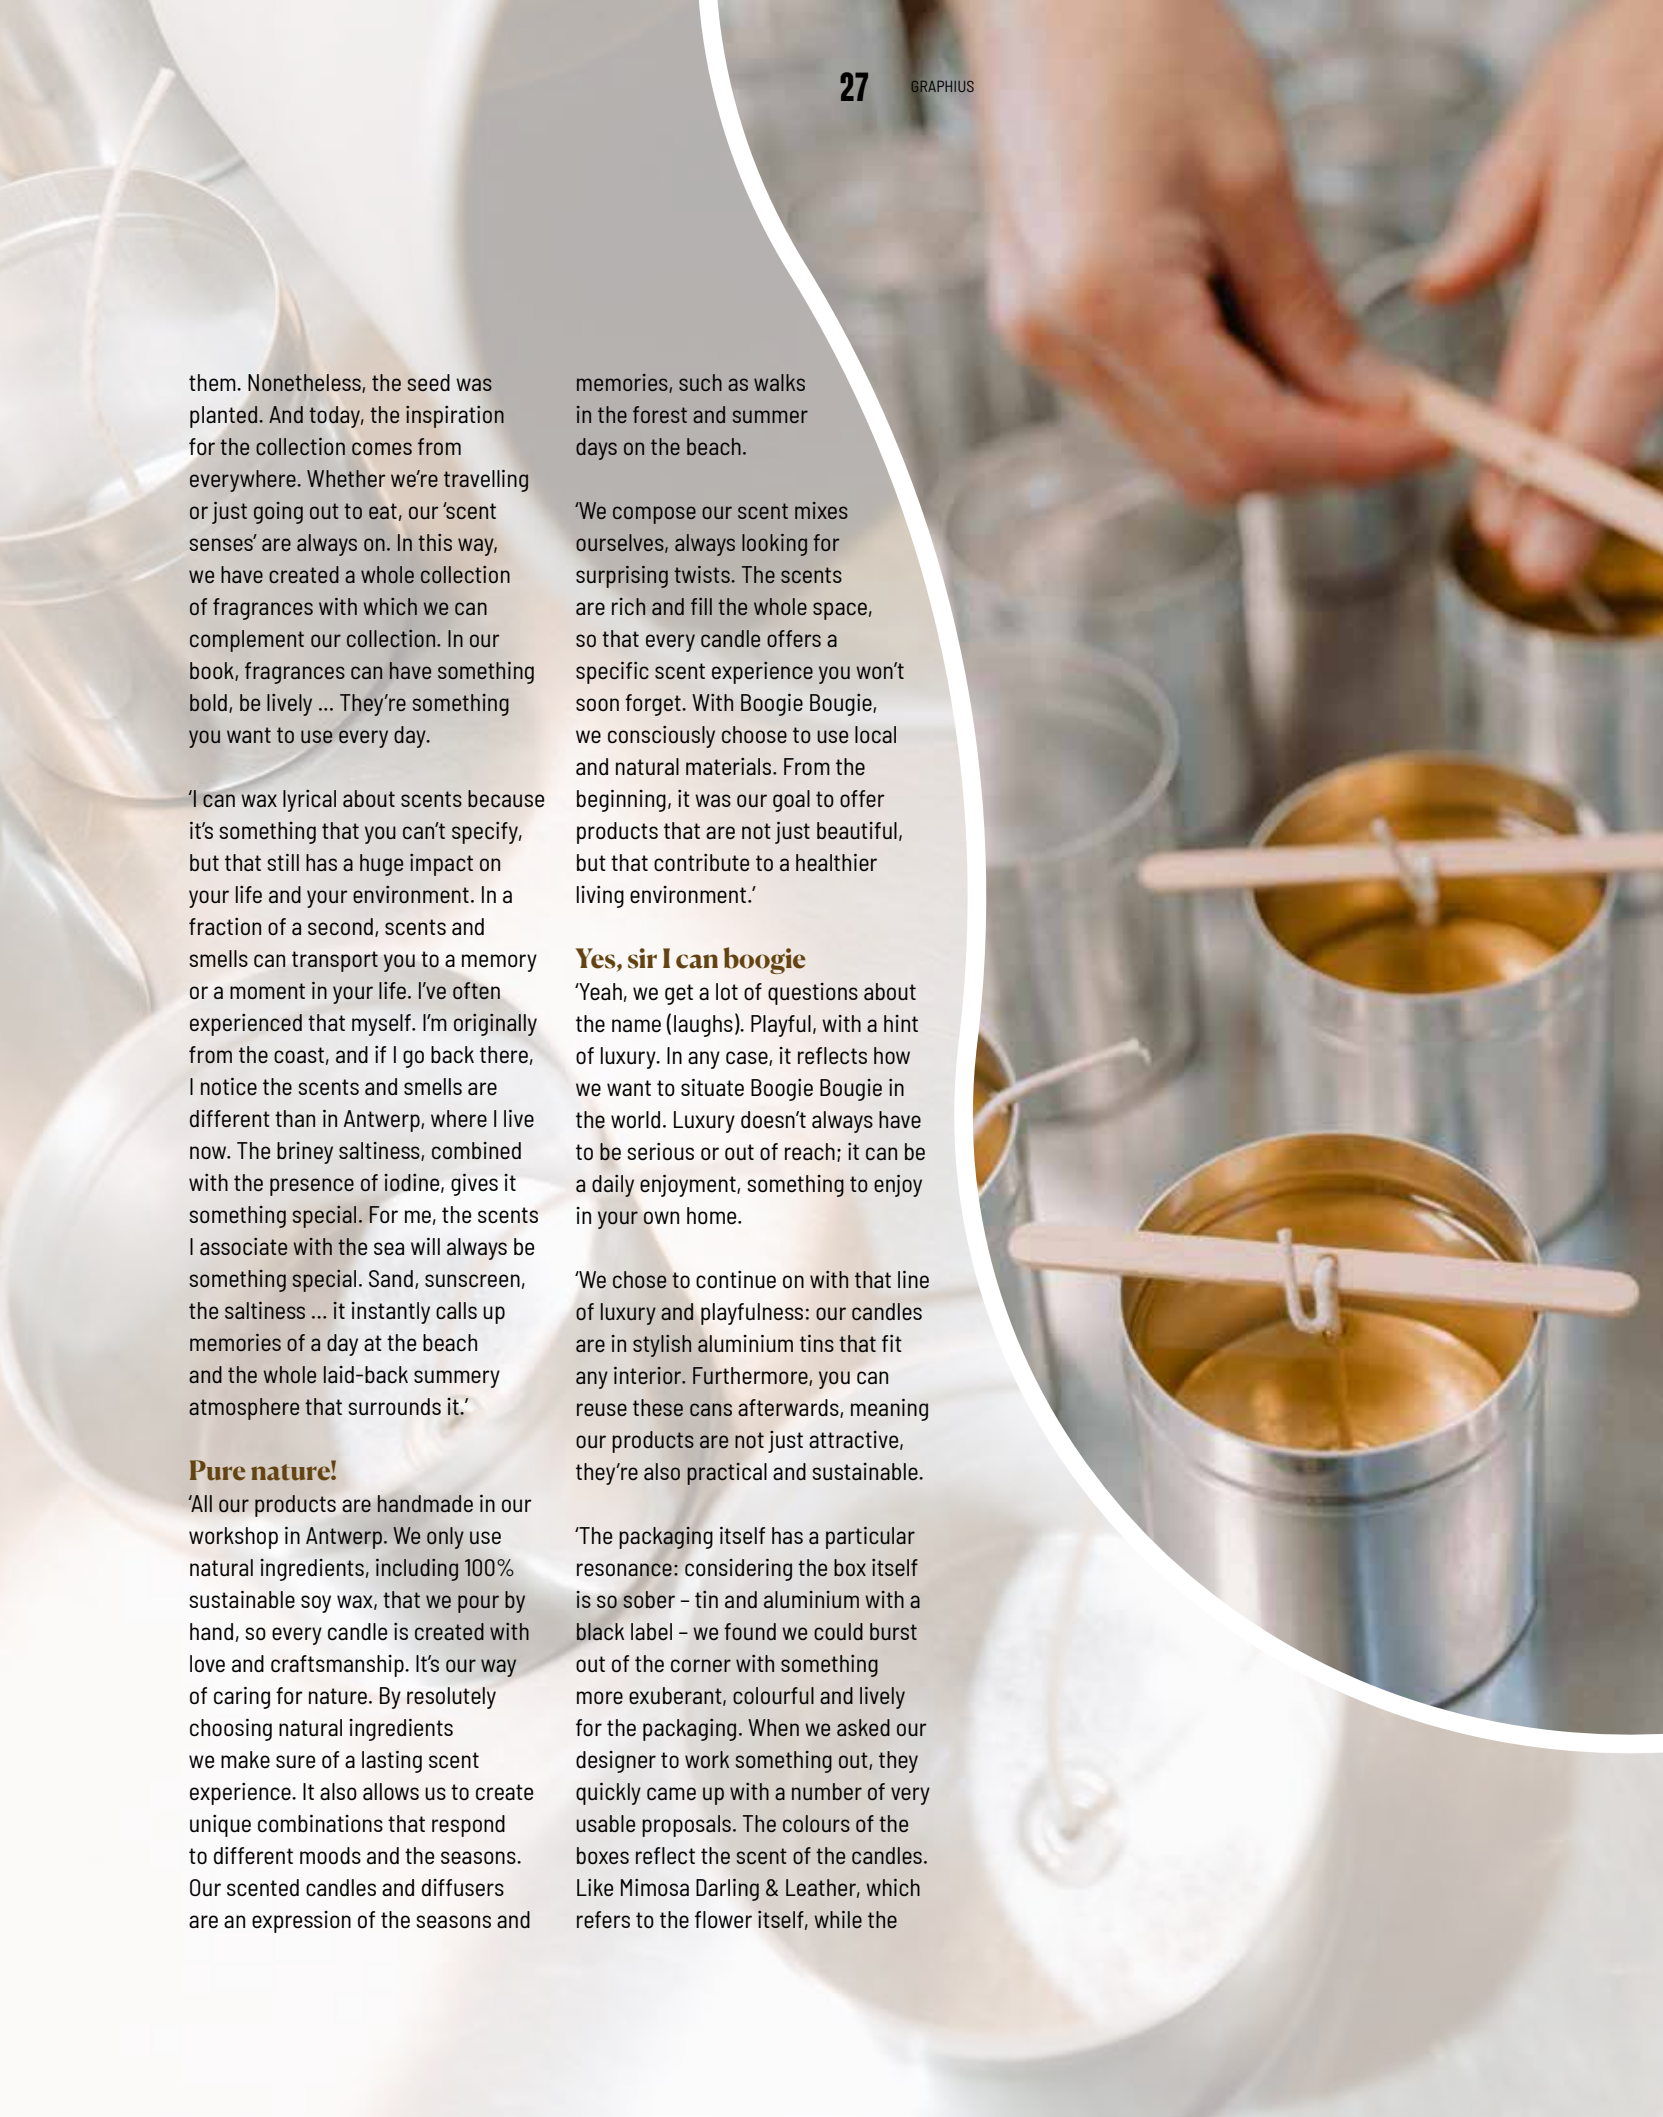 27
GRAPHIUS
them. Nonetheless, the seed was
planted. And today, the inspiration
for the collection comes from
everywhere. Whether we’re travelling
or just going out to eat, our ‘scent
senses’ are always on. In this way,
we have created a whole collection
of fragrances with which we can
complement our collection. In our
book, fragrances can have something
bold, be lively ... They’re something
you want to use every day.
‘I can wax lyrical about scents because
it’s something that you can’t specify,
but that still has a huge impact on
your life and your environment. In a
fraction of a second, scents and
smells can transport you to a memory
or a moment in your life. I’ve often
experienced that myself. I’m originally
from the coast, and if I go back there,
I notice the scents and smells are
different than in Antwerp, where I live
now. The briney saltiness, combined
with the presence of iodine, gives it
something special. For me, the scents
I associate with the sea will always be
something special. Sand, sunscreen,
the saltiness ... it instantly calls up
memories of a day at the beach
and the whole laid-back summery
atmosphere that surrounds it.’
Pure nature!
‘All our products are handmade in our
workshop in Antwerp. We only use
natural ingredients, including 100%
sustainable soy wax, that we pour by
hand, so every candle is created with
love and craftsmanship. It’s our way
of caring for nature. By resolutely
choosing natural ingredients
we make sure of a lasting scent
experience. It also allows us to create
unique combinations that respond
to different moods and the seasons.
Our scented candles and diffusers
are an expression of the seasons and
memories, such as walks
in the forest and summer
days on the beach.
‘We compose our scent mixes
ourselves, always looking for
surprising twists. The scents
are rich and fill the whole space,
so that every candle offers a
specific scent experience you won’t
soon forget. With Boogie Bougie,
we consciously choose to use local
and natural materials. From the
beginning, it was our goal to offer
products that are not just beautiful,
but that contribute to a healthier
living environment.’
Yes, sir I can boogie
‘Yeah, we get a lot of questions about
the name (laughs). Playful, with a hint
of luxury. In any case, it reflects how
we want to situate Boogie Bougie in
the world. Luxury doesn’t always have
to be serious or out of reach; it can be
a daily enjoyment, something to enjoy
in your own home.
‘We chose to continue on with that line
of luxury and playfulness: our candles
are in stylish aluminium tins that fit
any interior. Furthermore, you can
reuse these cans afterwards, meaning
our products are not just attractive,
they’re also practical and sustainable.
‘The packaging itself has a particular
resonance: considering the box itself
is so sober – tin and aluminium with a
black label – we found we could burst
out of the corner with something
more exuberant, colourful and lively
for the packaging. When we asked our
designer to work something out, they
quickly came up with a number of very
usable proposals. The colours of the
boxes reflect the scent of the candles.
Like Mimosa Darling & Leather, which
refers to the flower itself, while the